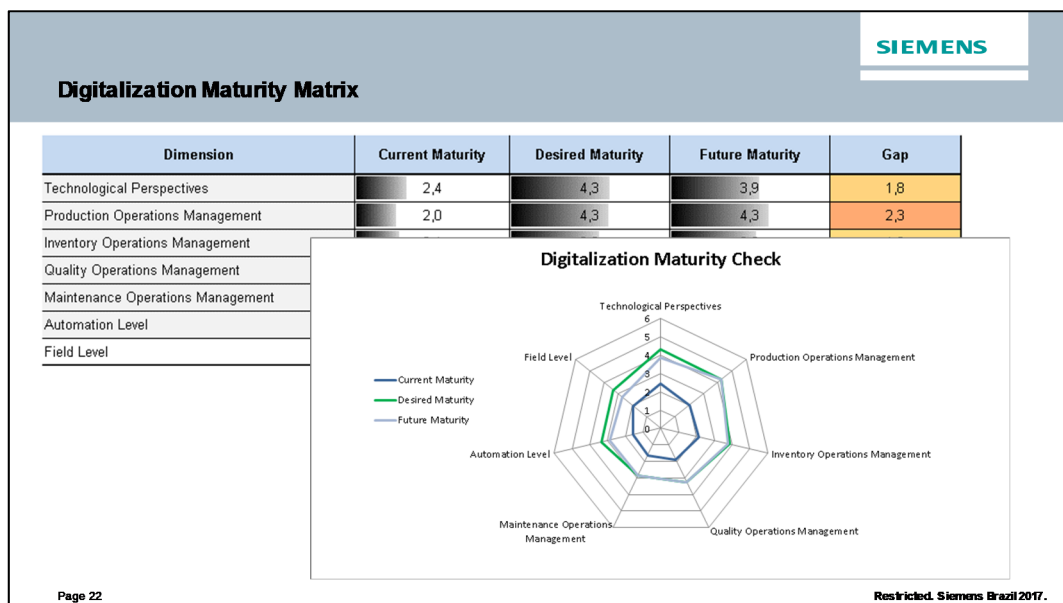 SIEMENS
Digitalization Maturity Matrix
Dimension Current Maturity Desired Maturity Future Maturity Gap
Technological Perspectives 2,4 4,3 3,9 1,8
Production Operations Management 2,0 4,3 4,3 2,3
Inventory Operations Management
Quality Operations Management
Maintenance Operations Management
Automation Level
Field Level
Digitalization Maturity Check
Technological Perspectives
6
5
4
3
2
1
0
Production Operations Management
Inventory Operations Management
Quality Operations Management
Maintenance Operations
Management
Automation Level
Field Level
Current Maturity
Desired Maturity
Future Maturity
Page 22
Restricted. Siemens Brazil 2017.